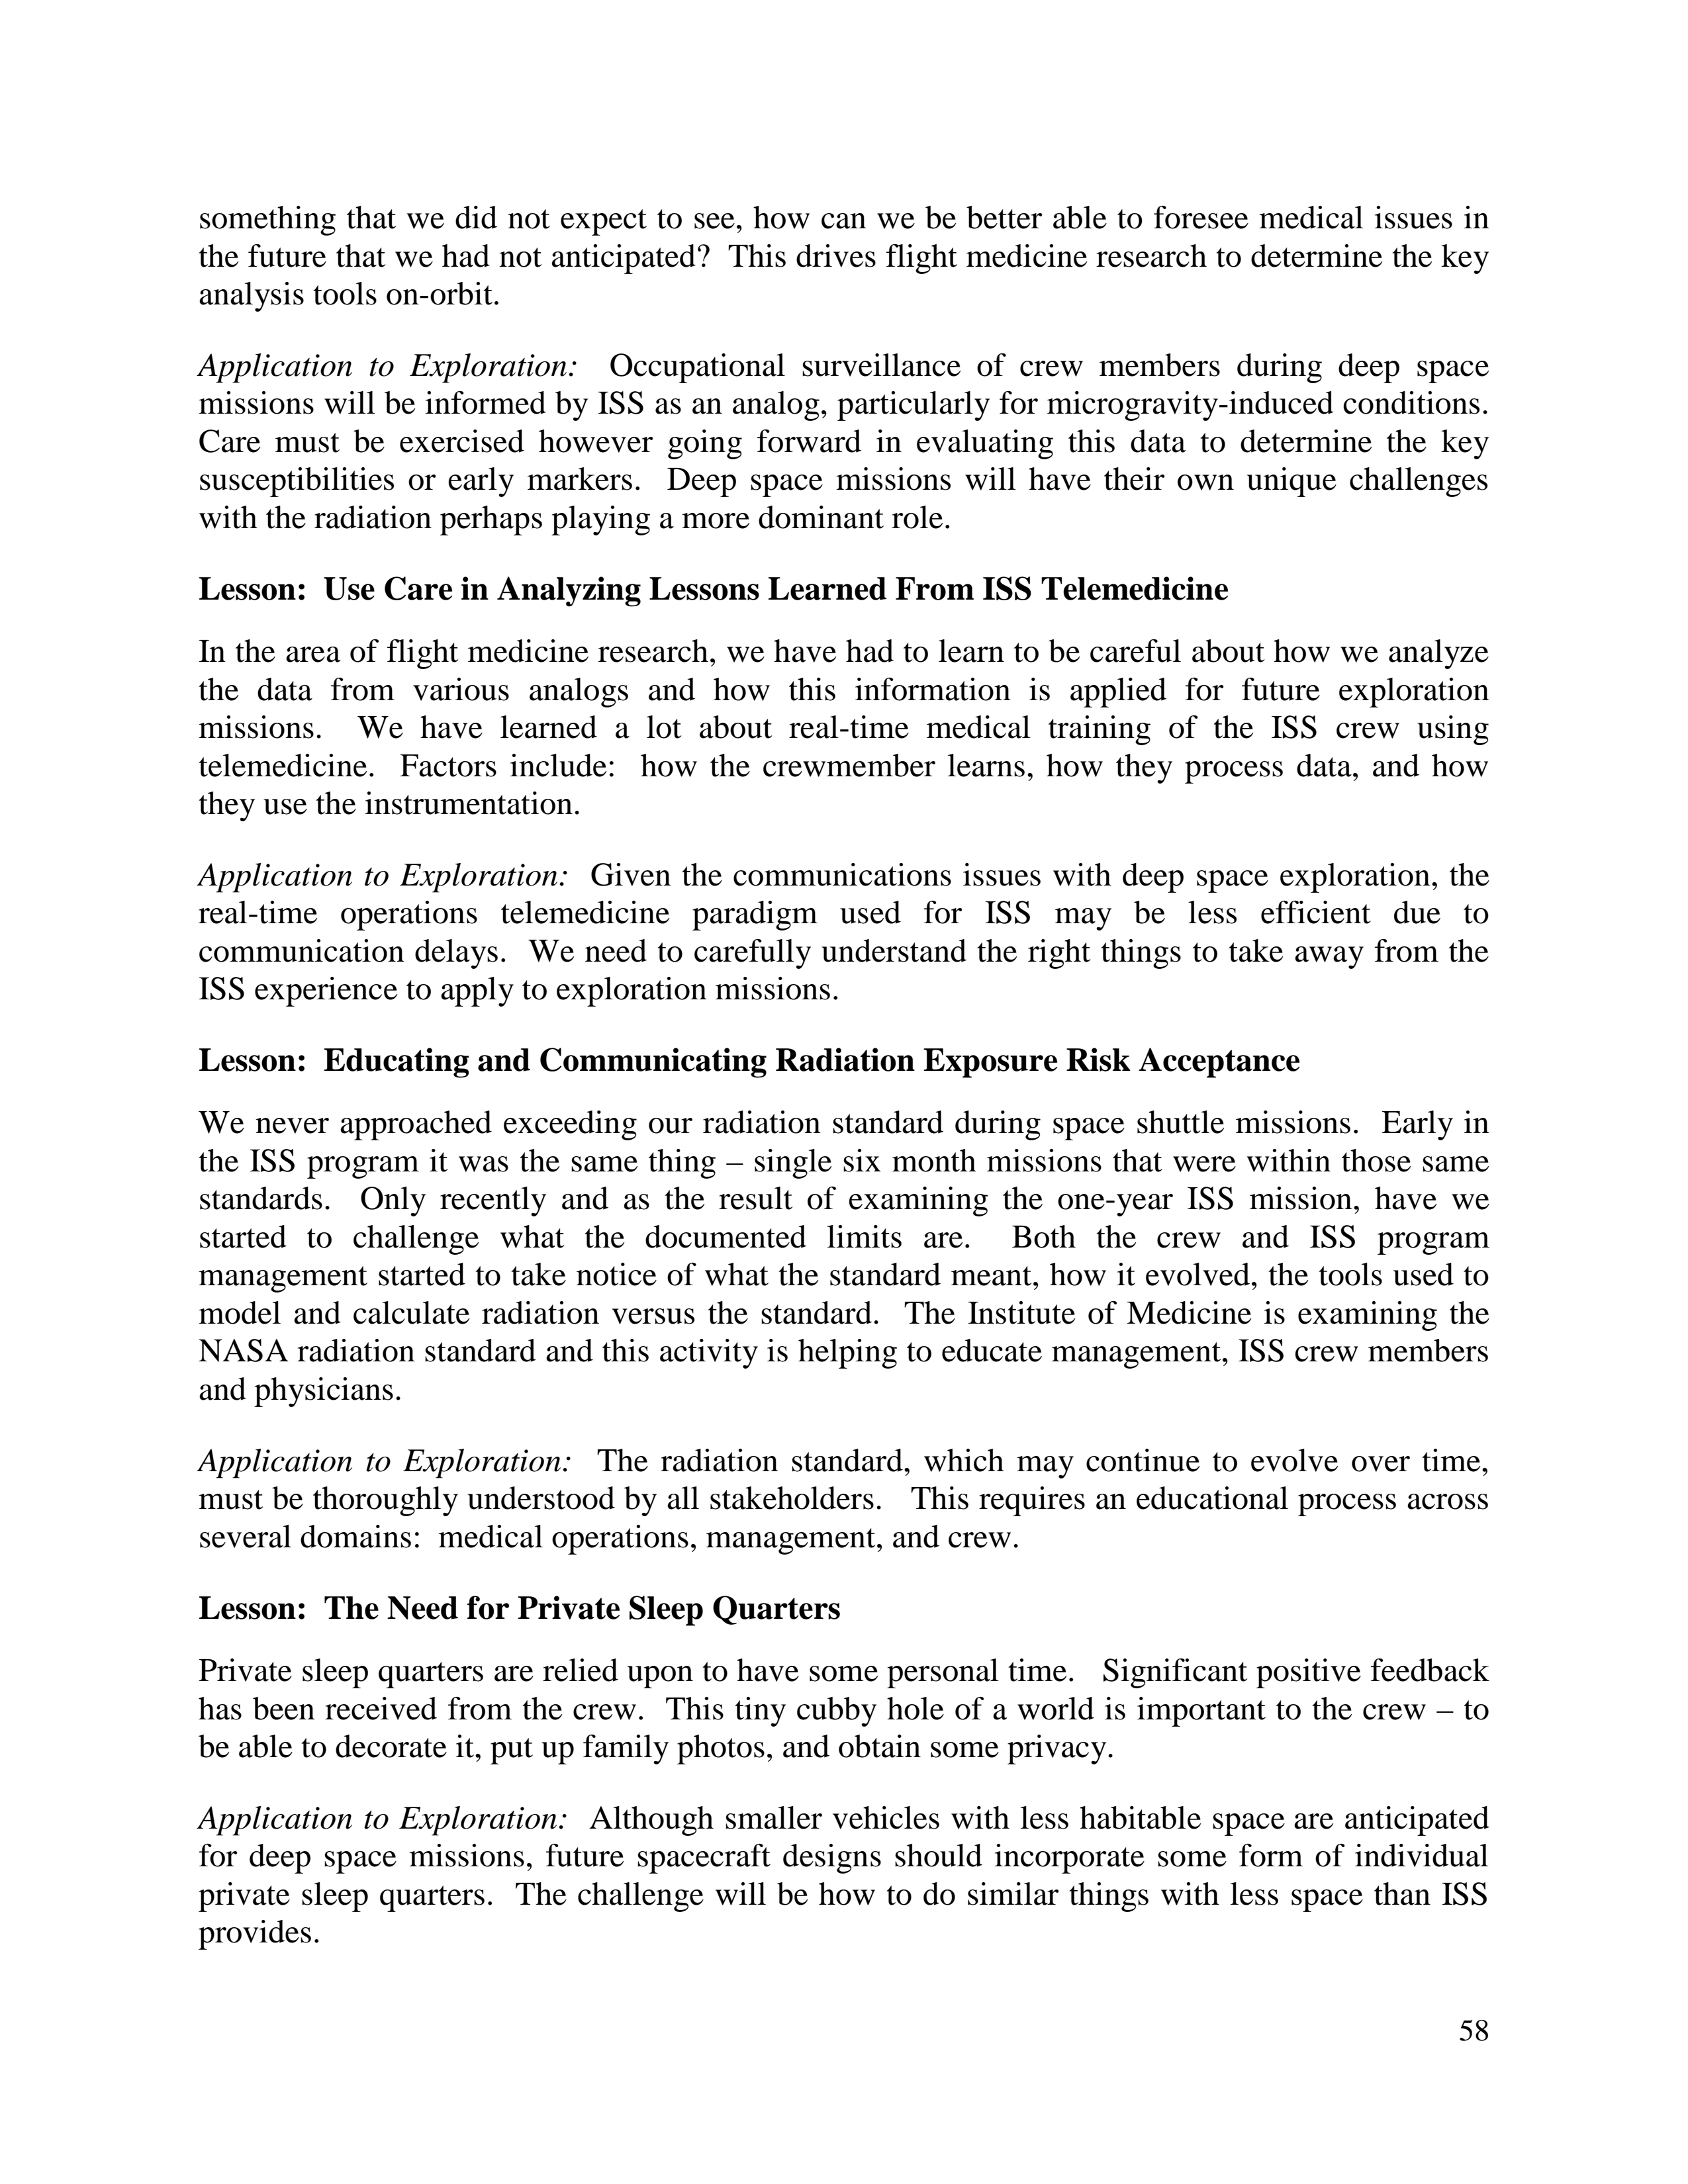 something that we did not expect to see, how can we be better able to foresee medical issues in
the future that we had not anticipated?  This drives flight medicine research to determine the key
analysis tools on-orbit.
Application to Exploration:  Occupational surveillance of crew members during deep space
missions will be informed by ISS as an analog, particularly for microgravity-induced conditions.
Care must be exercised however going forward in evaluating this data to determine the key
susceptibilities or early markers.  Deep space missions will have their own unique challenges
with the radiation perhaps playing a more dominant role.
Lesson:  Use Care in Analyzing Lessons Learned From ISS Telemedicine
In the area of flight medicine research, we have had to learn to be careful about how we analyze
the data from various analogs and how this information is applied for future exploration
missions.  We have learned a lot about real-time medical training of the ISS crew using
telemedicine.  Factors include:  how the crewmember learns, how they process data, and how
they use the instrumentation.
Application to Exploration:  Given the communications issues with deep space exploration, the
real-time operations telemedicine paradigm used for ISS may be less efficient due to
communication delays.  We need to carefully understand the right things to take away from the
ISS experience to apply to exploration missions.
Lesson:  Educating and Communicating Radiation Exposure Risk Acceptance
We never approached exceeding our radiation standard during space shuttle missions.  Early in
the ISS program it was the same thing – single six month missions that were within those same
standards.  Only recently and as the result of examining the one-year ISS mission, have we
started to challenge what the documented limits are.  Both the crew and ISS program
management started to take notice of what the standard meant, how it evolved, the tools used to
model and calculate radiation versus the standard.  The Institute of Medicine is examining the
NASA radiation standard and this activity is helping to educate management, ISS crew members
and physicians.
Application to Exploration:  The radiation standard, which may continue to evolve over time,
must be thoroughly understood by all stakeholders.  This requires an educational process across
several domains:  medical operations, management, and crew.
Lesson:  The Need for Private Sleep Quarters
Private sleep quarters are relied upon to have some personal time.  Significant positive feedback
has been received from the crew.  This tiny cubby hole of a world is important to the crew – to
be able to decorate it, put up family photos, and obtain some privacy.
Application to Exploration:  Although smaller vehicles with less habitable space are anticipated
for deep space missions, future spacecraft designs should incorporate some form of individual
private sleep quarters.  The challenge will be how to do similar things with less space than ISS
provides.
58